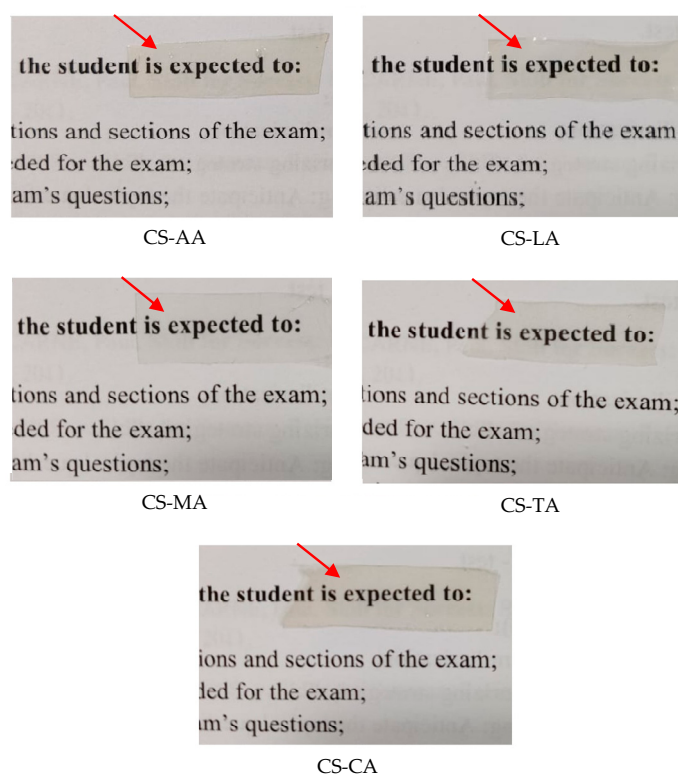 the student is expected to:
tions and sections of the exam;
ded for the exam;
am's questions;
CS-AA
, the student is expected to:
tions and sections of the exam
ded for the exam;
am's questions;
CS-LA
the student is expected to:
tions and sections of the exam;
ded for the exam;
am's questions;
CS-MA
the student is expected to:
tions and sections of the exam;
ded for the exam;
am's questions;
CS-TA
the student is expected to:
ions and sections of the exam;
ded for the exam;
m's questions;
CS-CA